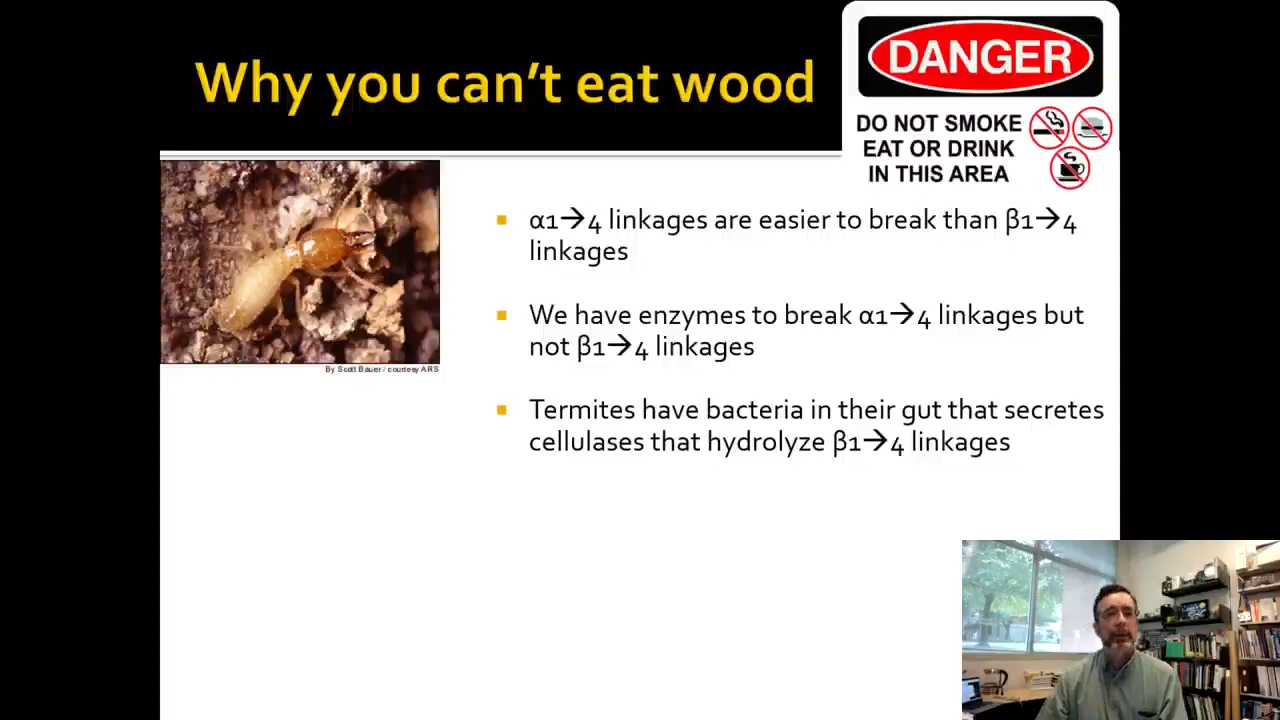 Why you can't eat wood
DANGER
DO NOT SMOKE
EAT OR DRINK
IN THIS AREA
By Scott Bauer / courtesy ARS
α1→4 linkages are easier to break than β1→4
linkages
We have enzymes to break α1→4 linkages but
not β1→4 linkages
Termites have bacteria in their gut that secretes
cellulases that hydrolyze β1→4 linkages